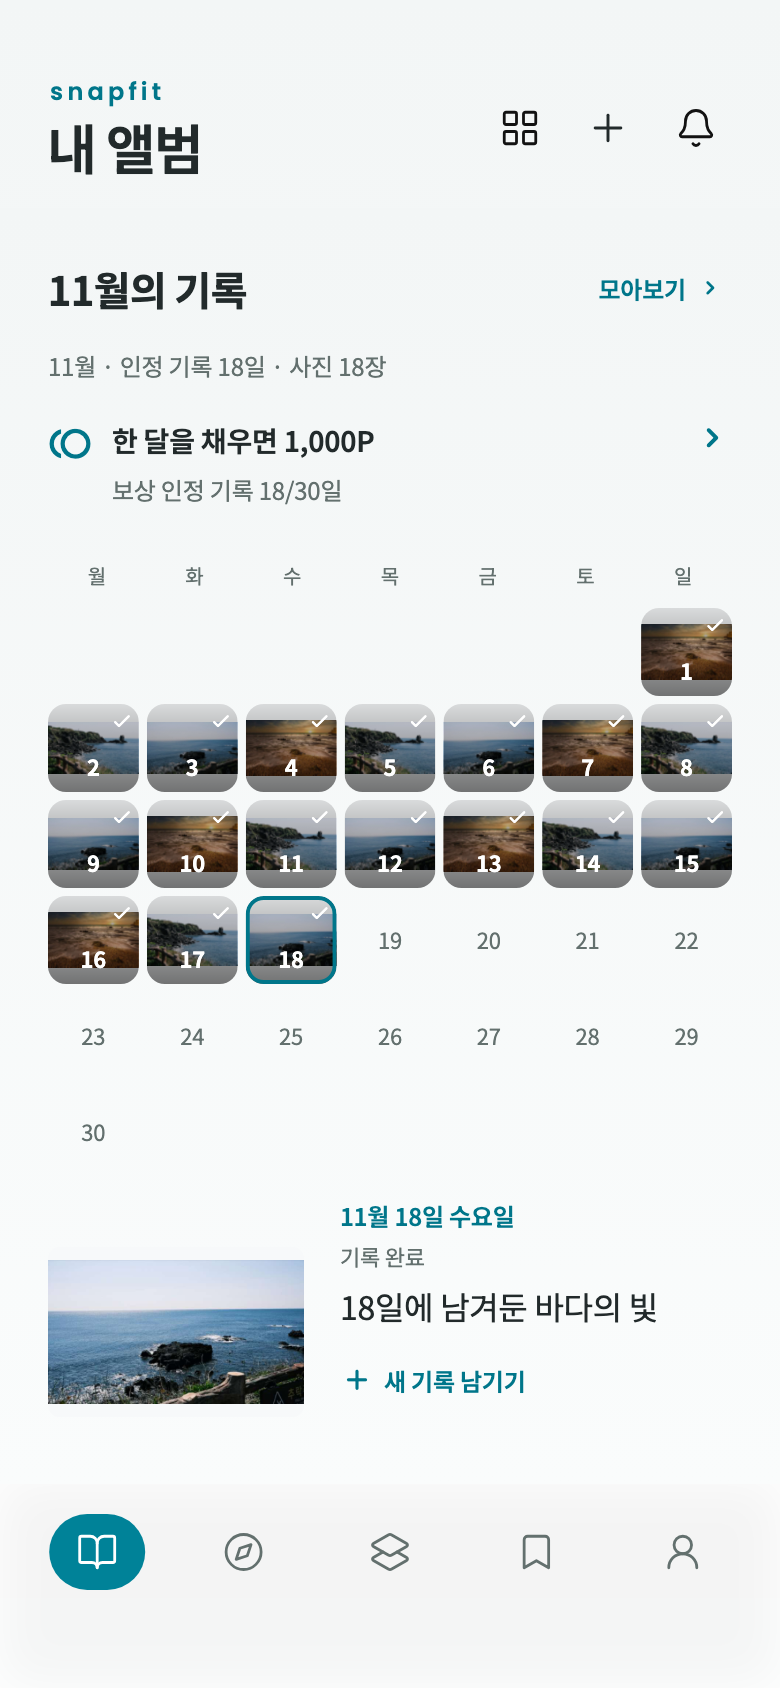 snapfit
내 앨범
11월의 기록
모아보기
11월 · 인정 기록 18일 · 사진 18장
한 달을 채우면 1,000P
보상 인정 기록 18/30일
월 화 수 목 금 토 일
1
2 3 4 5 6 7 8
9 10 11 12 13 14 15
16 17 18 19 20 21 22
23 24 25 26 27 28 29
30
11월 18일 수요일
기록 완료
18일에 남겨둔 바다의 빛
새 기록 남기기